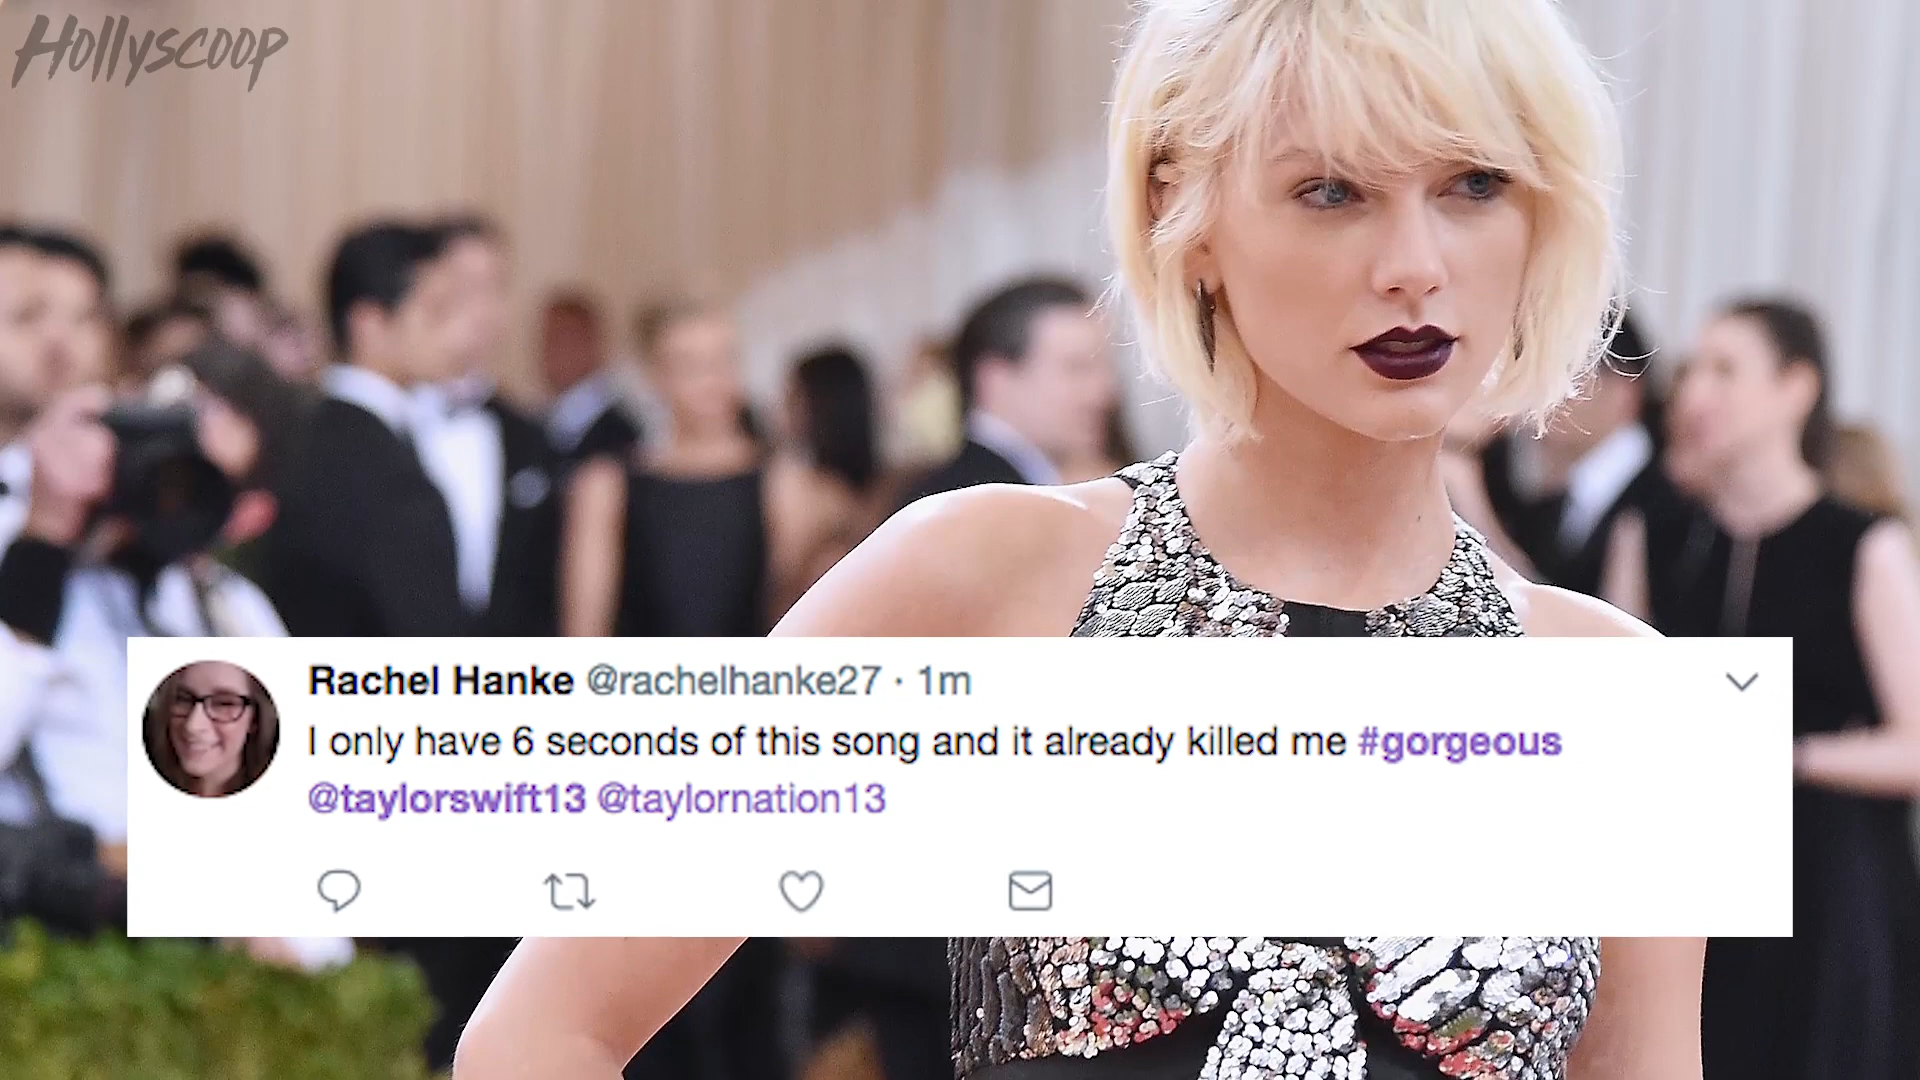 Hollyscoop
Rachel Hanke @rachelhanke27 · 1m
I only have 6 seconds of this song and it already killed me #gorgeous
@taylorswift13 @taylornation13